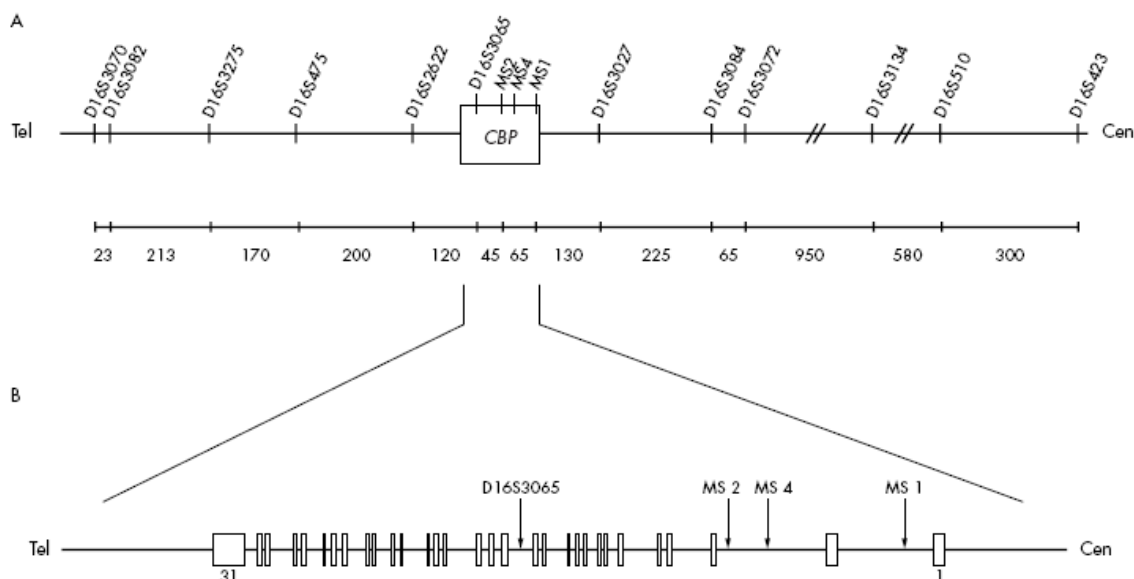 A
D16S3070
D16S3082
D16S3275
D16S475
D16S2622
D16S3065
MS2
MS4
MS1
D16S3027
D16S3084
D16S3072
D16S3134
D16S510
D16S423
Tel CBP Cen
23 213 170 200 120 45 65 130 225 65 950 580 300
B
D16S3065 MS 2 MS 4 MS 1
Tel Cen
31 1